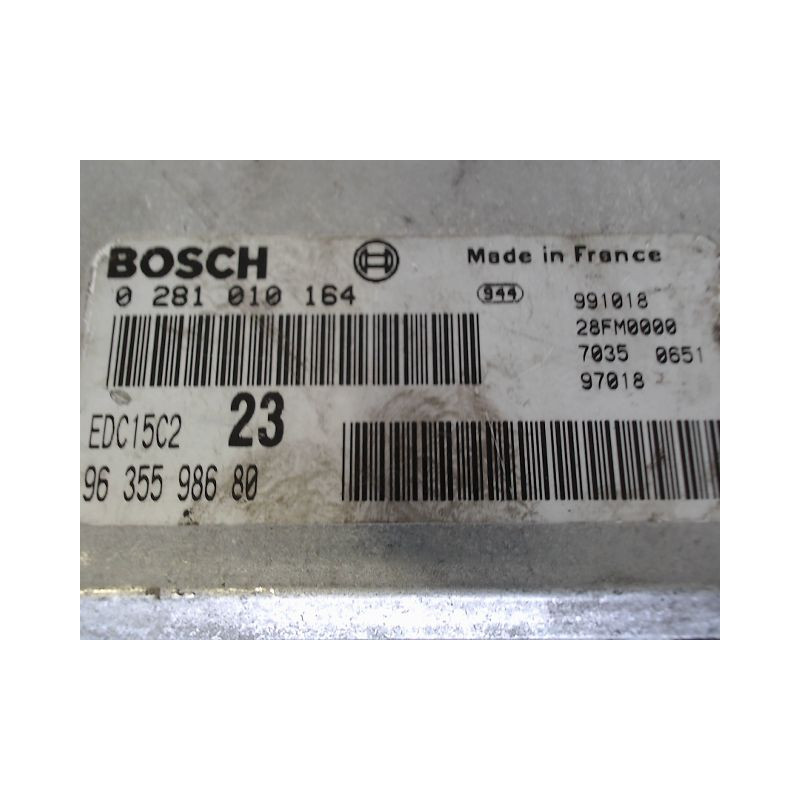 BOSCH Made in France
0 281 010 164 944 991018
28FM0000
7035 0651
97018
EDC15C2 23
96 355 986 80